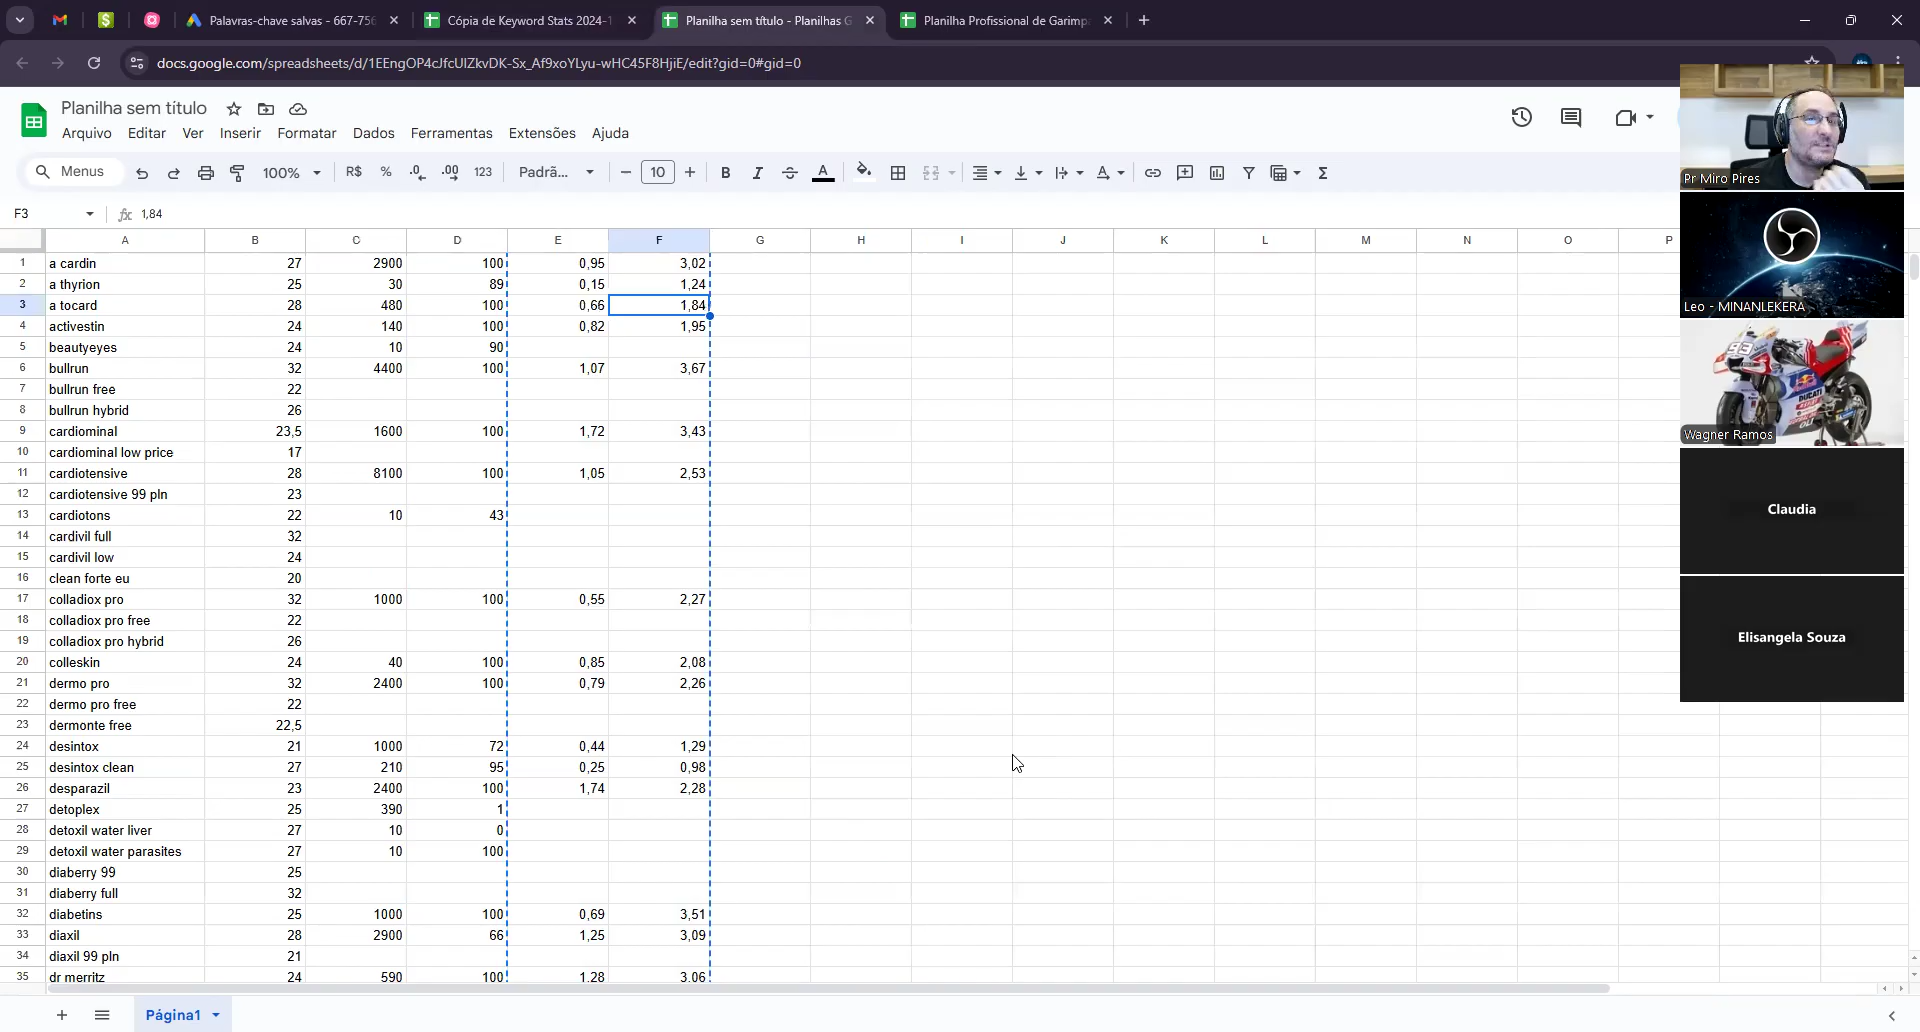 Palavras-chave salvas - 667-756
Cópia de Keyword Stats 2024-1
Planilha sem título - Planilhas G
Planilha Profissional de Garimp
docs.google.com/spreadsheets/d/1EEngOP4cJfcUlZkvDK-Sx_Af9xoYLyu-wHC45F8HjiE/edit?gid=0#gid=0
Planilha sem título
Arquivo Editar Ver Inserir Formatar Dados Ferramentas Extensões Ajuda
Menus 100% R$ % .0 .00 123 Padrã... 10 B I A
F3 fx 1,84
A B C D E F G H I J K L M N O P
1 a cardin 27 2900 100 0,95 3,02
2 a thyrion 25 30 89 0,15 1,24
3 a tocard 28 480 100 0,66 1,84
4 activestin 24 140 100 0,82 1,95
5 beautyeyes 24 10 90
6 bullrun 32 4400 100 1,07 3,67
7 bullrun free 22
8 bullrun hybrid 26
9 cardiominal 23,5 1600 100 1,72 3,43
10 cardiominal low price 17
11 cardiotensive 28 8100 100 1,05 2,53
12 cardiotensive 99 pln 23
13 cardiotons 22 10 43
14 cardivil full 32
15 cardivil low 24
16 clean forte eu 20
17 colladiox pro 32 1000 100 0,55 2,27
18 colladiox pro free 22
19 colladiox pro hybrid 26
20 colleskin 24 40 100 0,85 2,08
21 dermo pro 32 2400 100 0,79 2,26
22 dermo pro free 22
23 dermonte free 22,5
24 desintox 21 1000 72 0,44 1,29
25 desintox clean 27 210 95 0,25 0,98
26 desparazil 23 2400 100 1,74 2,28
27 detoplex 25 390 1
28 detoxil water liver 27 10 0
29 detoxil water parasites 27 10 100
30 diaberry 99 25
31 diaberry full 32
32 diabetins 25 1000 100 0,69 3,51
33 diaxil 28 2900 66 1,25 3,09
34 diaxil 99 pln 21
35 dr merritz 24 590 100 1,28 3,06
Página1
Pr Miro Pires
Leo - MINANLEKERA
93
DUCATI
Wagner Ramos
Claudia
Elisangela Souza